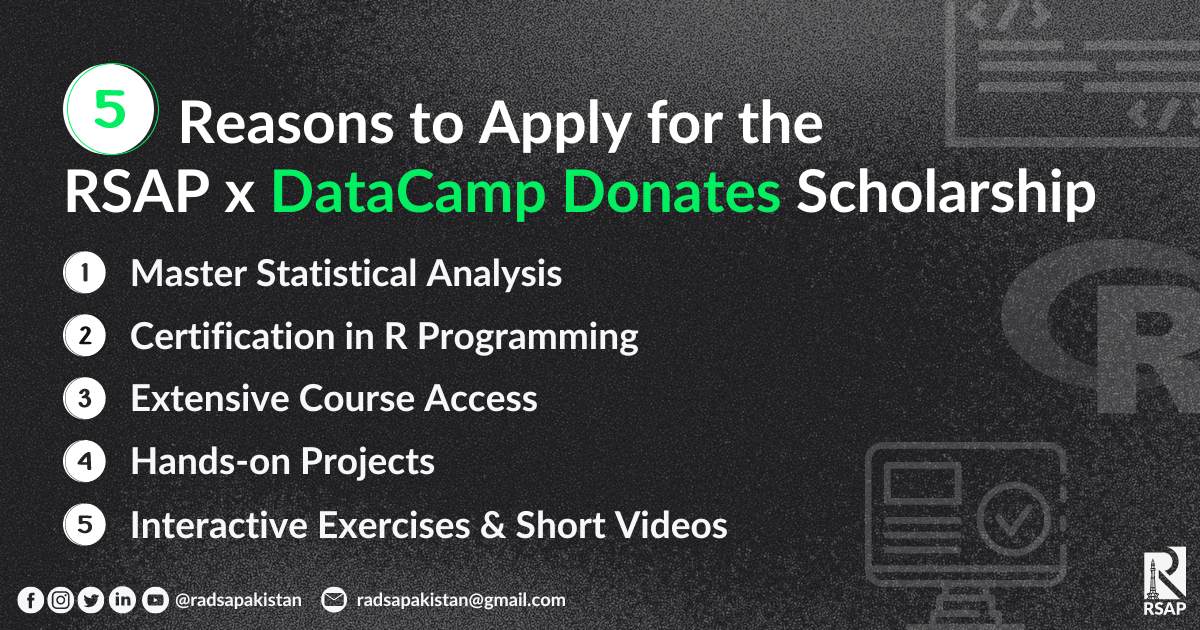 5 Reasons to Apply for the
RSAP x DataCamp Donates Scholarship
1 Master Statistical Analysis
2 Certification in R Programming
3 Extensive Course Access
4 Hands-on Projects
5 Interactive Exercises & Short Videos
@radsapakistan radsapakistan@gmail.com
</>
</>
R
R
RSAP